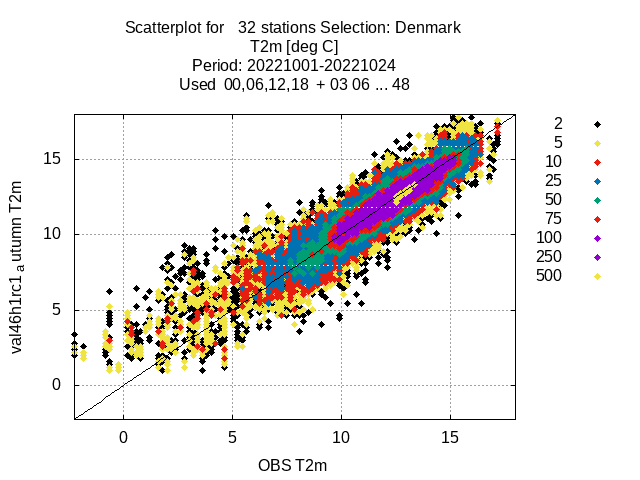 Scatterplot for 32 stations Selection: Denmark
T2m [deg C]
Period: 20221001-20221024
Used 00,06,12,18 + 03 06 ... 48
2
5
10
25
50
75
100
250
500
15
10
5
0
val46h1rc1 a utumn T2m
0 5 10 15
OBS T2m